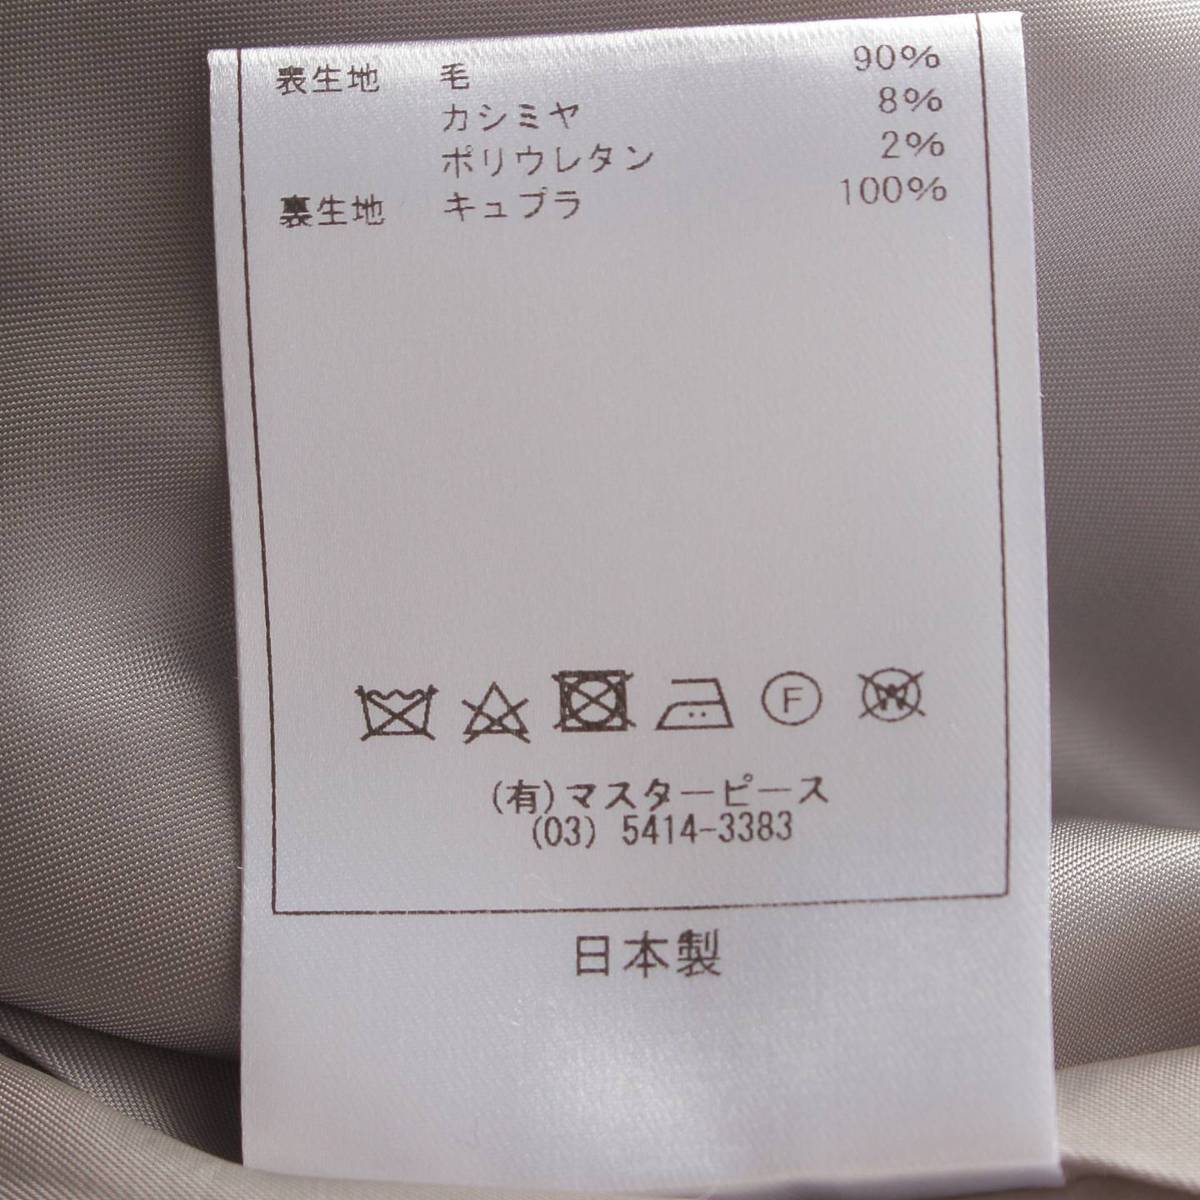 表生地 毛 90%
カシミヤ 8%
ポリウレタン 2%
裏生地 キュプラ 100%
F W
(有)マスターピース
(03) 5414-3383
日本製